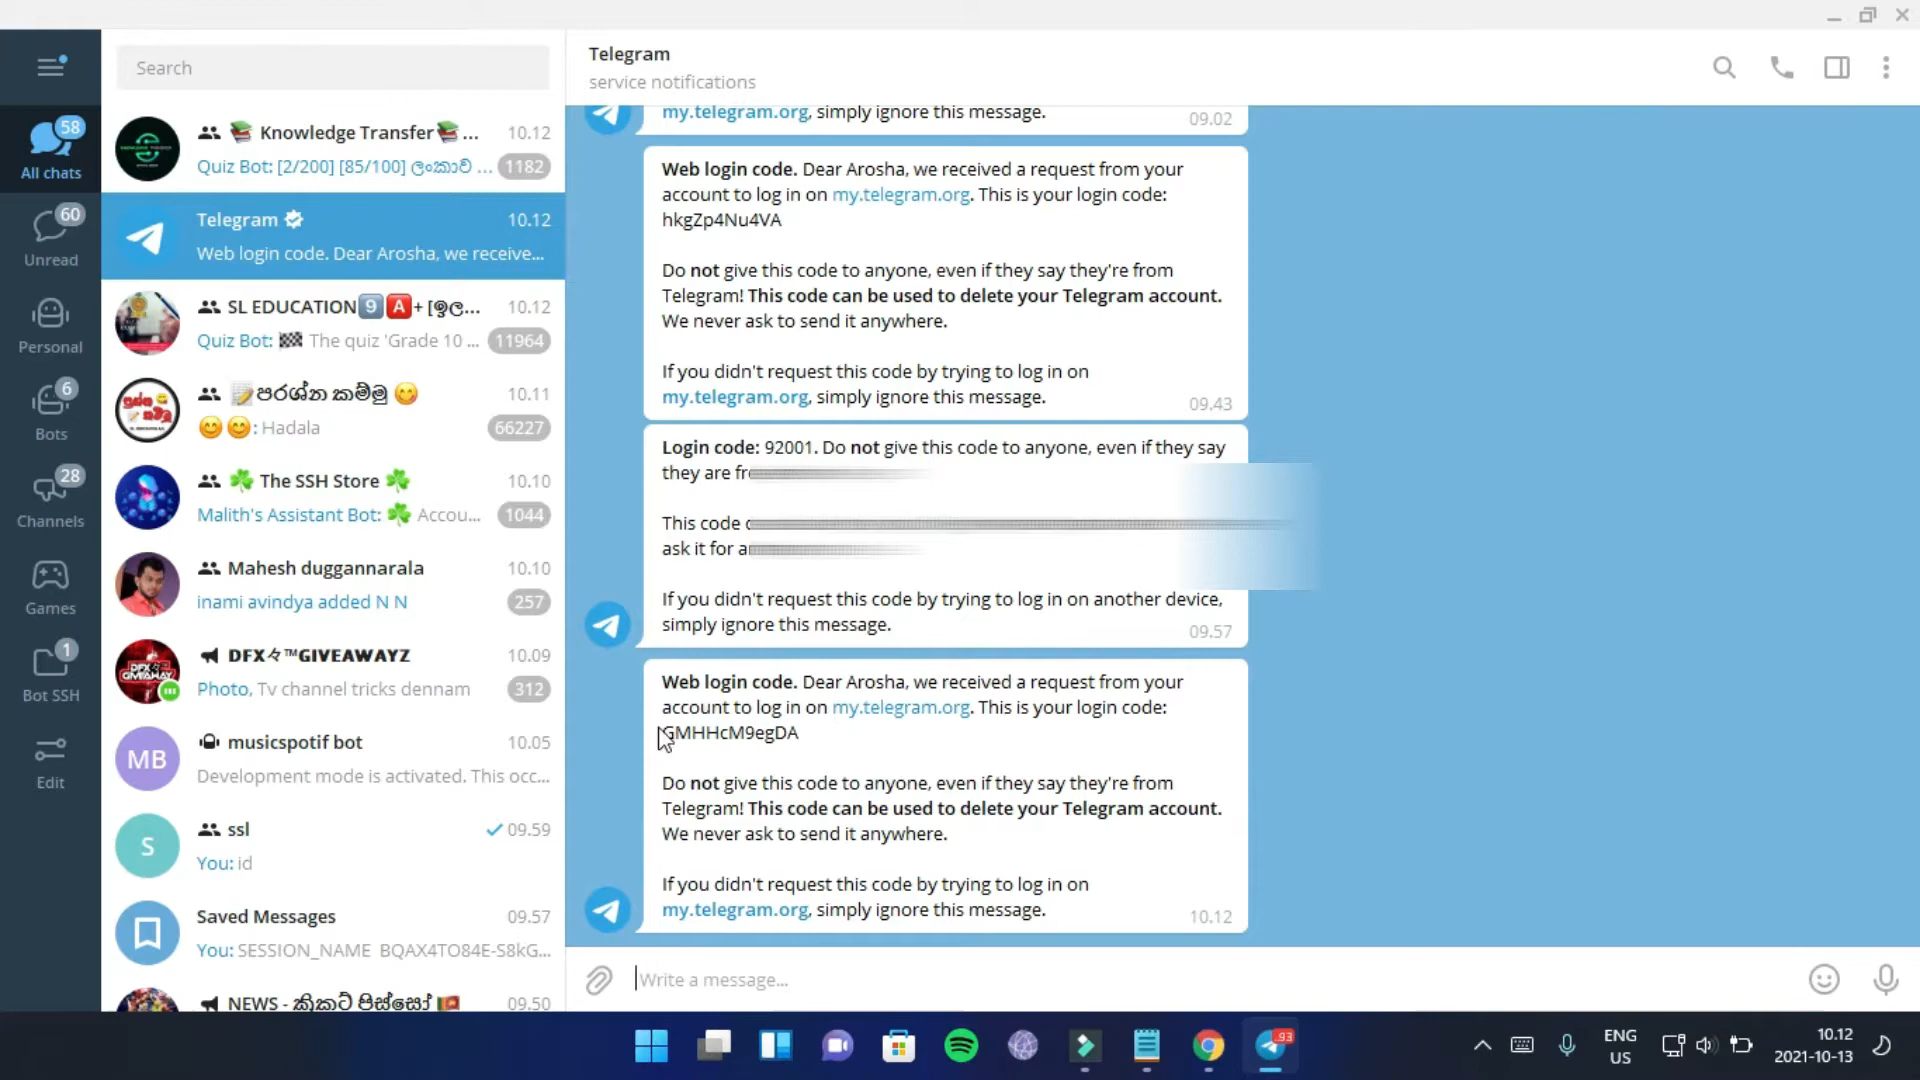 Search
All chats
58
Unread
60
Personal
Bots
6
Channels
28
Games
Bot SSH
1
Edit
📚 Knowledge Transfer📚 ... 10.12
Quiz Bot: [2/200] [85/100] ලංකාවේ ... 1182
Telegram 10.12
Web login code. Dear Arosha, we receive...
SL EDUCATION9️⃣🅰️+ [ඉල... 10.12
Quiz Bot: 🏁 The quiz 'Grade 10 ... 11964
📝පරශ්න කම්මු 😋 10.11
😊 😊: Hadala 66227
☘️ The SSH Store ☘️ 10.10
Malith's Assistant Bot: ☘️ Accou... 1044
Mahesh duggannarala 10.10
inami avindya added N N 257
DFX々™GIVEAWAYZ 10.09
Photo, Tv channel tricks dennam 312
MB
musicspotif bot 10.05
Development mode is activated. This occ...
S
ssl 09.59
You: id
Saved Messages 09.57
You: SESSION_NAME BQAX4TO84E-S8kG...
NEWS - 09.50
Telegram
service notifications
my.telegram.org, simply ignore this message. 09.02
Web login code. Dear Arosha, we received a request from your
account to log in on my.telegram.org. This is your login code:
hkgZp4Nu4VA
Do not give this code to anyone, even if they say they're from
Telegram! This code can be used to delete your Telegram account.
We never ask to send it anywhere.
If you didn't request this code by trying to log in on
my.telegram.org, simply ignore this message. 09.43
Login code: 92001. Do not give this code to anyone, even if they say
they are
This code
ask it for
If you didn't request this code by trying to log in on another device,
simply ignore this message. 09.57
Web login code. Dear Arosha, we received a request from your
account to log in on my.telegram.org. This is your login code:
GMHHcM9egDA
Do not give this code to anyone, even if they say they're from
Telegram! This code can be used to delete your Telegram account.
We never ask to send it anywhere.
If you didn't request this code by trying to log in on
my.telegram.org, simply ignore this message. 10.12
Write a message...
93
ENG
US
10.12
2021-10-13